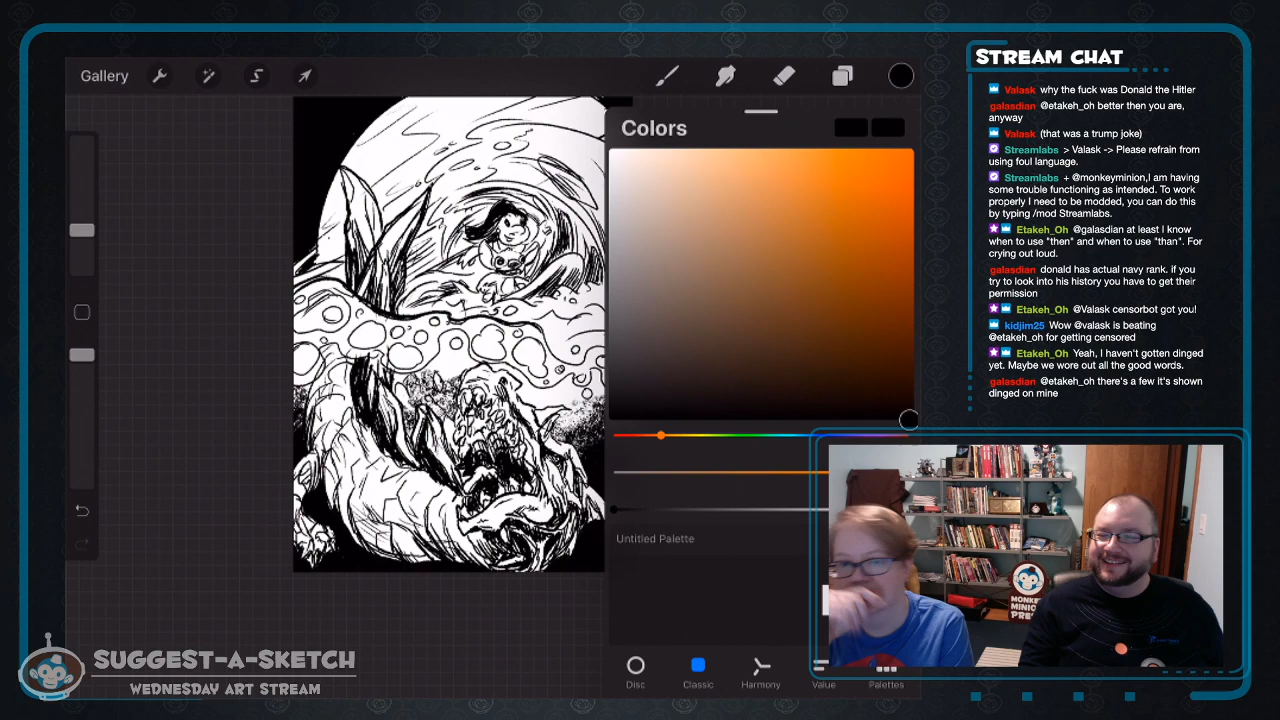 Gallery
Colors
Untitled Palette
Disc
Classic
Harmony
Value
Palettes
STREAM CHAT
Valask why the fuck was Donald the Hitler
galasdian @etakeh_oh better then you are,
anyway
Valask (that was a trump joke)
Streamlabs > Valask -> Please refrain from
using foul language.
Streamlabs + @monkeyminion,I am having
some trouble functioning as intended. To work
properly I need to be modded, you can do this
by typing /mod Streamlabs.
Etakeh_Oh @galasdian at least I know
when to use "then" and when to use "than". For
crying out loud.
galasdian donald has actual navy rank. if you
try to look into his history you have to get their
permission
Etakeh_Oh @Valask censorbot got you!
kidjim25 Wow @valask is beating
@etakeh_oh for getting censored
Etakeh_Oh Yeah, I haven't gotten dinged
yet. Maybe we wore out all the good words.
galasdian @etakeh_oh there's a few it's shown
dinged on mine
MONKEY
MINION
PRESS
SUGGEST-A-SKETCH
WEDNESDAY ART STREAM